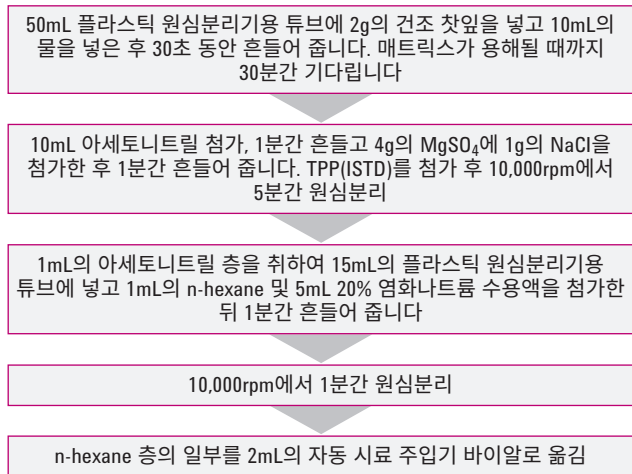 50mL 플라스틱 원심분리기용 튜브에 2g의 건조 찻잎을 넣고 10mL의
물을 넣은 후 30초 동안 흔들어 줍니다. 매트릭스가 용해될 때까지
30분간 기다립니다
10mL 아세토니트릴 첨가, 1분간 흔들고 4g의 MgSO₄에 1g의 NaCl을
첨가한 후 1분간 흔들어 줍니다. TPP(ISTD)를 첨가 후 10,000rpm에서
5분간 원심분리
1mL의 아세토니트릴 층을 취하여 15mL의 플라스틱 원심분리기용
튜브에 넣고 1mL의 n-hexane 및 5mL 20% 염화나트륨 수용액을 첨가한
뒤 1분간 흔들어 줍니다
10,000rpm에서 1분간 원심분리
n-hexane 층의 일부를 2mL의 자동 시료 주입기 바이알로 옮김